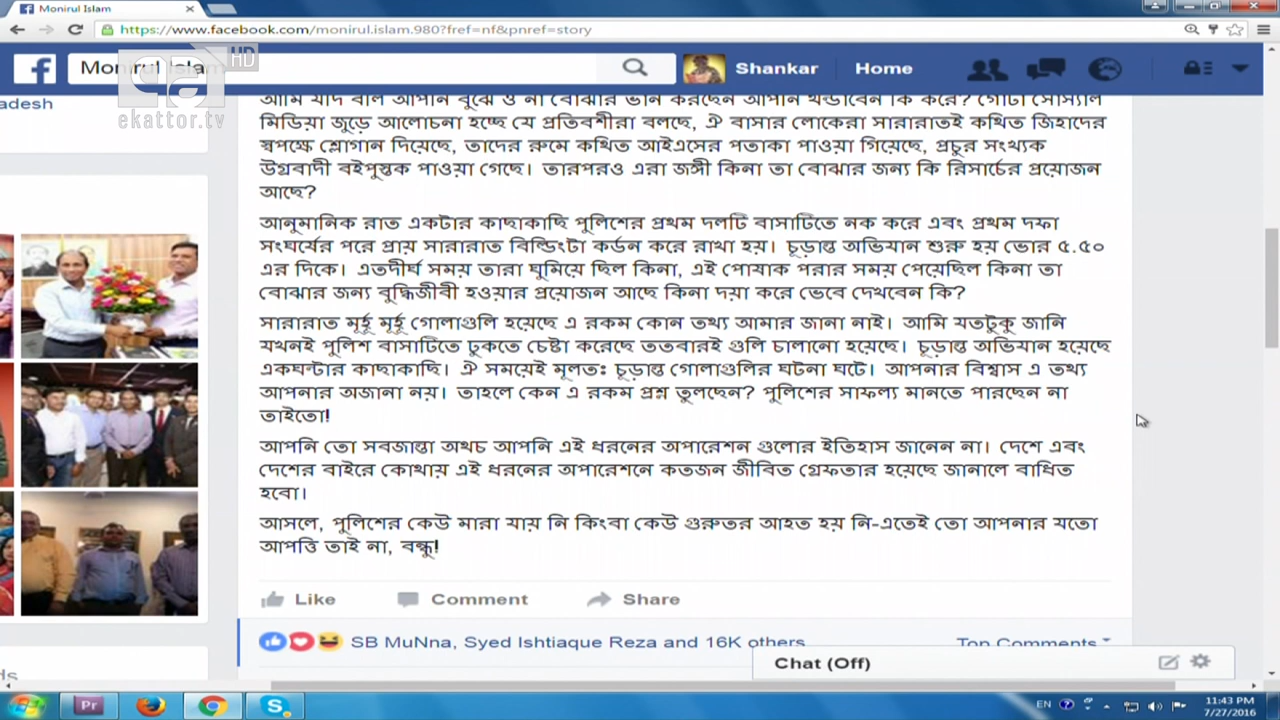 Monirul Islam
https://www.facebook.com/monirul.islam.980?fref=nf&pnref=story
HD
Monirul Islam
Shankar
Home
ekattor.tv
adesh
আমি যদি বলি আপনি বুঝে ও না বোঝার ভান করছেন আপনি খন্ডাবেন কি করে? গোটা সোস্যাল
মিডিয়া জুড়ে আলোচনা হচ্ছে যে প্রতিবশীরা বলছে, ঐ বাসার লোকেরা সারারাতই কথিত জিহাদের
স্বপক্ষে শ্লোগান দিয়েছে, তাদের রুমে কথিত আইএসের পতাকা পাওয়া গিয়েছে, প্রচুর সংখ্যক
উগ্রবাদী বইপুস্তক পাওয়া গেছে। তারপরও এরা জঙ্গী কিনা তা বোঝার জন্য কি রিসার্চের প্রয়োজন
আছে?
আনুমানিক রাত একটার কাছাকাছি পুলিশের প্রথম দলটি বাসাটিতে নক করে এবং প্রথম দফা
সংঘর্ষের পরে প্রায় সারারাত বিল্ডিংটা কর্ডন করে রাখা হয়। চূড়ান্ত অভিযান শুরু হয় ভোর ৫.৫০
এর দিকে। এতদীর্ঘ সময় তারা ঘুমিয়ে ছিল কিনা, এই পোষাক পরার সময় পেয়েছিল কিনা তা
বোঝার জন্য বুদ্ধিজীবী হওয়ার প্রয়োজন আছে কিনা দয়া করে ভেবে দেখবেন কি?
সারারাত মূর্হূ মূর্হূ গোলাগুলি হয়েছে এ রকম কোন তথ্য আমার জানা নাই। আমি যতটুকু জানি
যখনই পুলিশ বাসাটিতে ঢুকতে চেষ্টা করেছে ততবারই গুলি চালানো হয়েছে। চূড়ান্ত অভিযান হয়েছে
একঘন্টার কাছাকাছি। ঐ সময়েই মূলতঃ চূড়ান্ত গোলাগুলির ঘটনা ঘটে। আপনার বিশ্বাস এ তথ্য
আপনার অজানা নয়। তাহলে কেন এ রকম প্রশ্ন তুলছেন? পুলিশের সাফল্য মানতে পারছেন না
তাইতো!
আপনি তো সবজান্তা অথচ আপনি এই ধরনের অপারেশন গুলোর ইতিহাস জানেন না। দেশে এবং
দেশের বাইরে কোথায় এই ধরনের অপারেশনে কতজন জীবিত গ্রেফতার হয়েছে জানালে বাধিত
হবো।
আসলে, পুলিশের কেউ মারা যায় নি কিংবা কেউ গুরুতর আহত হয় নি-এতেই তো আপনার যতো
আপত্তি তাই না, বন্ধু!
Like
Comment
Share
SB MuNna, Syed Ishtiaque Reza and 16K others
Top Comments
Chat (Off)
ds
Pr
EN
11:43 PM
7/27/2016